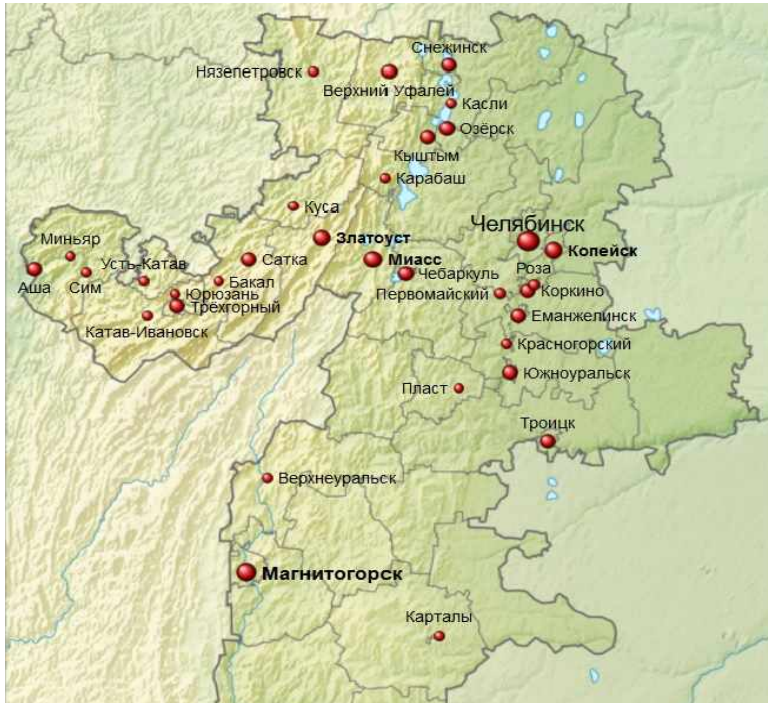 Снежинск
Нязепетровск
Верхний Уфалей
Касли
Озёрск
Кыштым
Карабаш
Куса
Челябинск
Златоуст
Копейск
Миньяр
Миасс
Усть-Катав
Сатка
Роза
Чебаркуль
Аша
Сим
Бакал
Первомайский
Коркино
Юрюзань
Трёхгорный
Еманжелинск
Катав-Ивановск
Красногорский
Южноуральск
Пласт
Троицк
Верхнеуральск
Магнитогорск
Карталы